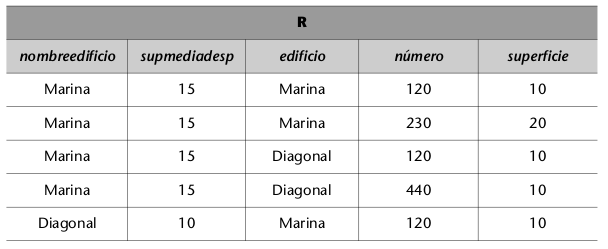 R
nombreedificio supmediadesp edificio número superficie
Marina 15 Marina 120 10
Marina 15 Marina 230 20
Marina 15 Diagonal 120 10
Marina 15 Diagonal 440 10
Diagonal 10 Marina 120 10